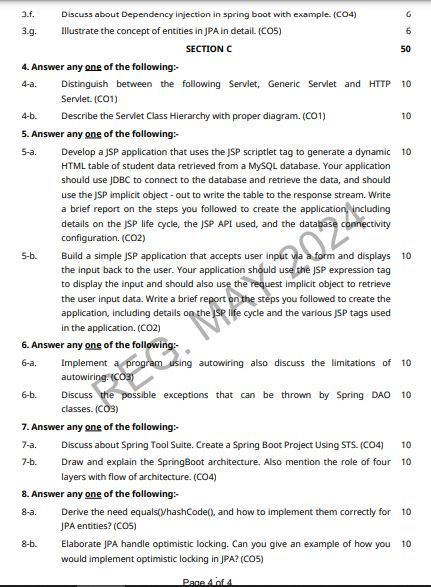 3.f. Discuss about Dependency injection in spring boot with example. (CO4) 6
3.g. Illustrate the concept of entities in JPA in detail. (CO5) 6
SECTION C 50
4. Answer any one of the following:-
4-a. Distinguish between the following Servlet, Generic Servlet and HTTP 10
Servlet. (CO1)
4-b. Describe the Servlet Class Hierarchy with proper diagram. (CO1) 10
5. Answer any one of the following:-
5-a. Develop a JSP application that uses the JSP scriptlet tag to generate a dynamic 10
HTML table of student data retrieved from a MySQL database. Your application
should use JDBC to connect to the database and retrieve the data, and should
use the JSP implicit object - out to write the table to the response stream. Write
a brief report on the steps you followed to create the application, including
details on the JSP life cycle, the JSP API used, and the database connectivity
configuration. (CO2)
5-b. Build a simple JSP application that accepts user input via a form and displays 10
the input back to the user. Your application should use the JSP expression tag
to display the input and should also use the request implicit object to retrieve
the user input data. Write a brief report on the steps you followed to create the
application, including details on the JSP life cycle and the various JSP tags used
in the application. (CO2)
6. Answer any one of the following:-
6-a. Implement a program using autowiring also discuss the limitations of 10
autowiring. (CO3)
6-b. Discuss the possible exceptions that can be thrown by Spring DAO 10
classes. (CO3)
7. Answer any one of the following:-
7-a. Discuss about Spring Tool Suite. Create a Spring Boot Project Using STS. (CO4) 10
7-b. Draw and explain the SpringBoot architecture. Also mention the role of four 10
layers with flow of architecture. (CO4)
8. Answer any one of the following:-
8-a. Derive the need equals()/hashCode(), and how to implement them correctly for 10
JPA entities? (CO5)
8-b. Elaborate JPA handle optimistic locking. Can you give an example of how you 10
would implement optimistic locking in JPA? (CO5)
Page 4 of 4
REG. MAY 2024